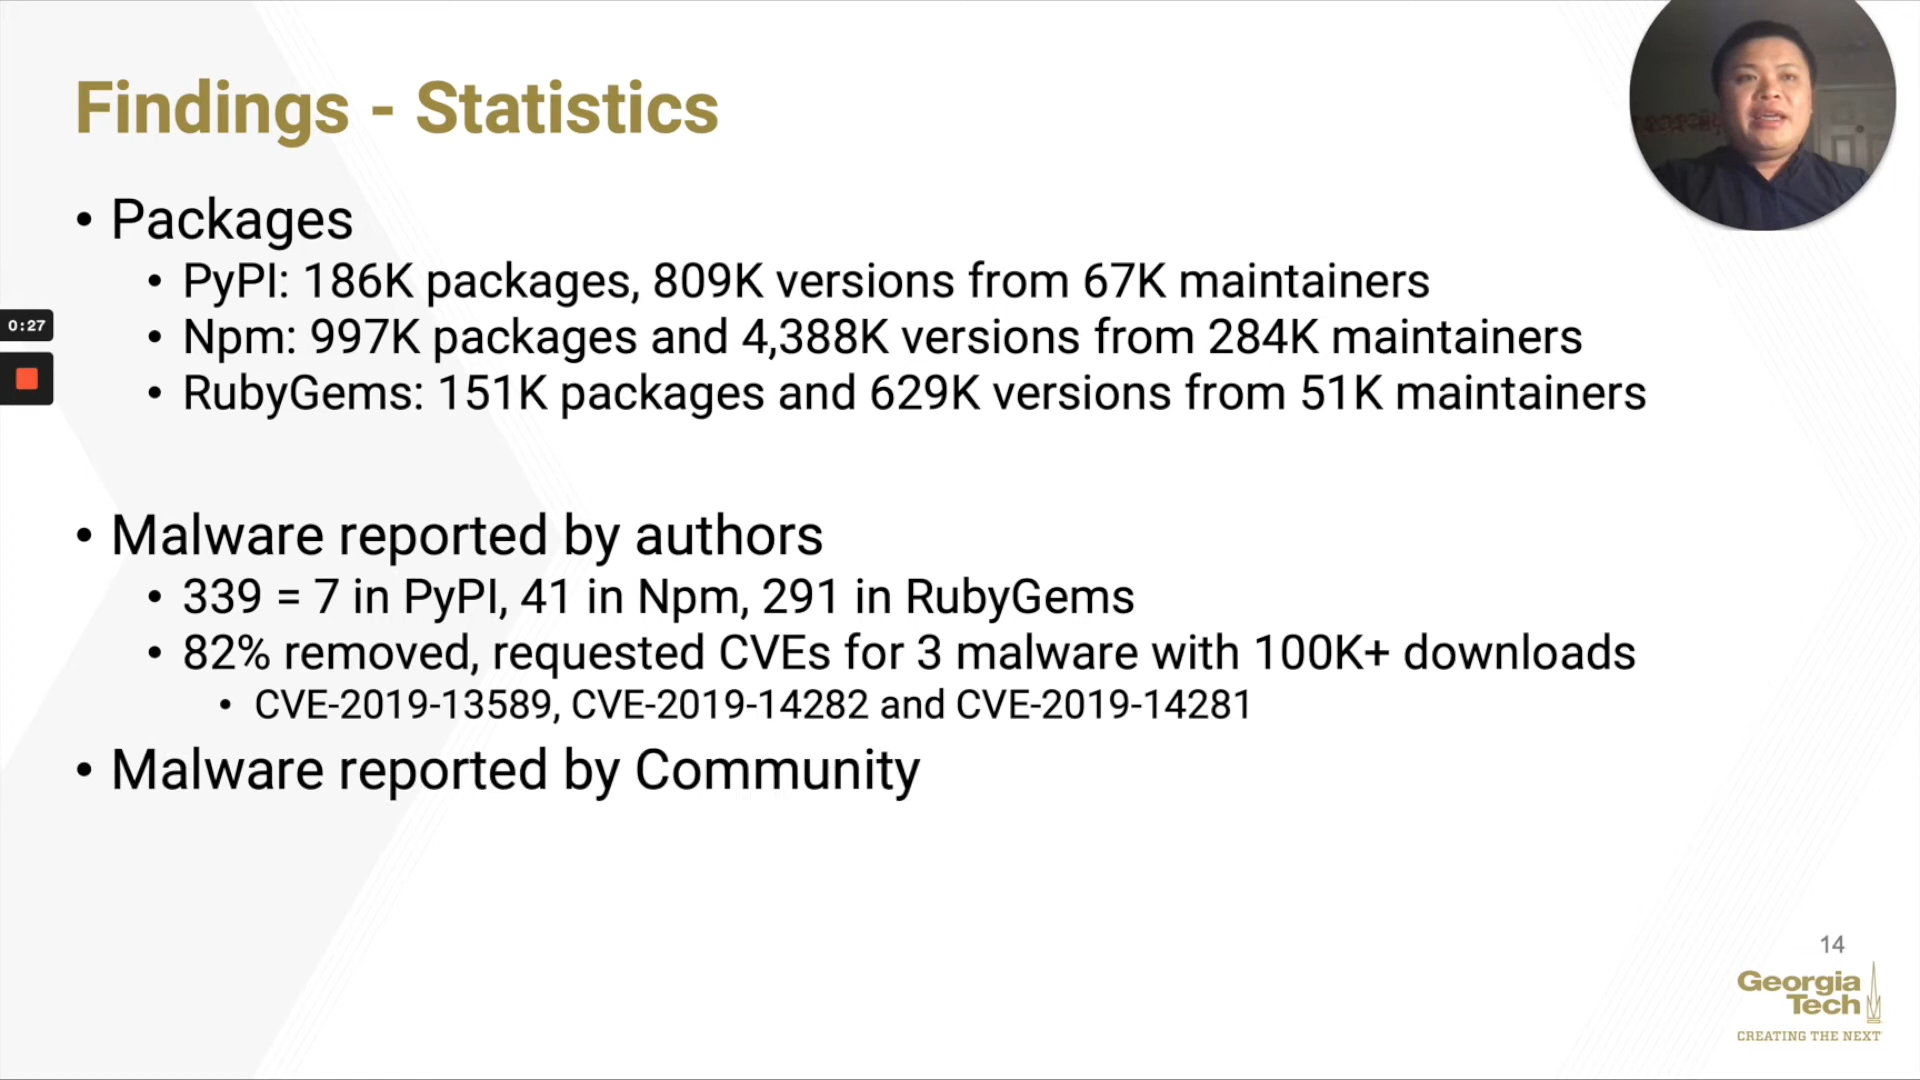 Findings - Statistics
• Packages
• PyPI: 186K packages, 809K versions from 67K maintainers
0:27
• Npm: 997K packages and 4,388K versions from 284K maintainers
• RubyGems: 151K packages and 629K versions from 51K maintainers
• Malware reported by authors
• 339 = 7 in PyPI, 41 in Npm, 291 in RubyGems
• 82% removed, requested CVEs for 3 malware with 100K+ downloads
• CVE-2019-13589, CVE-2019-14282 and CVE-2019-14281
• Malware reported by Community
14
Georgia
Tech
CREATING THE NEXT